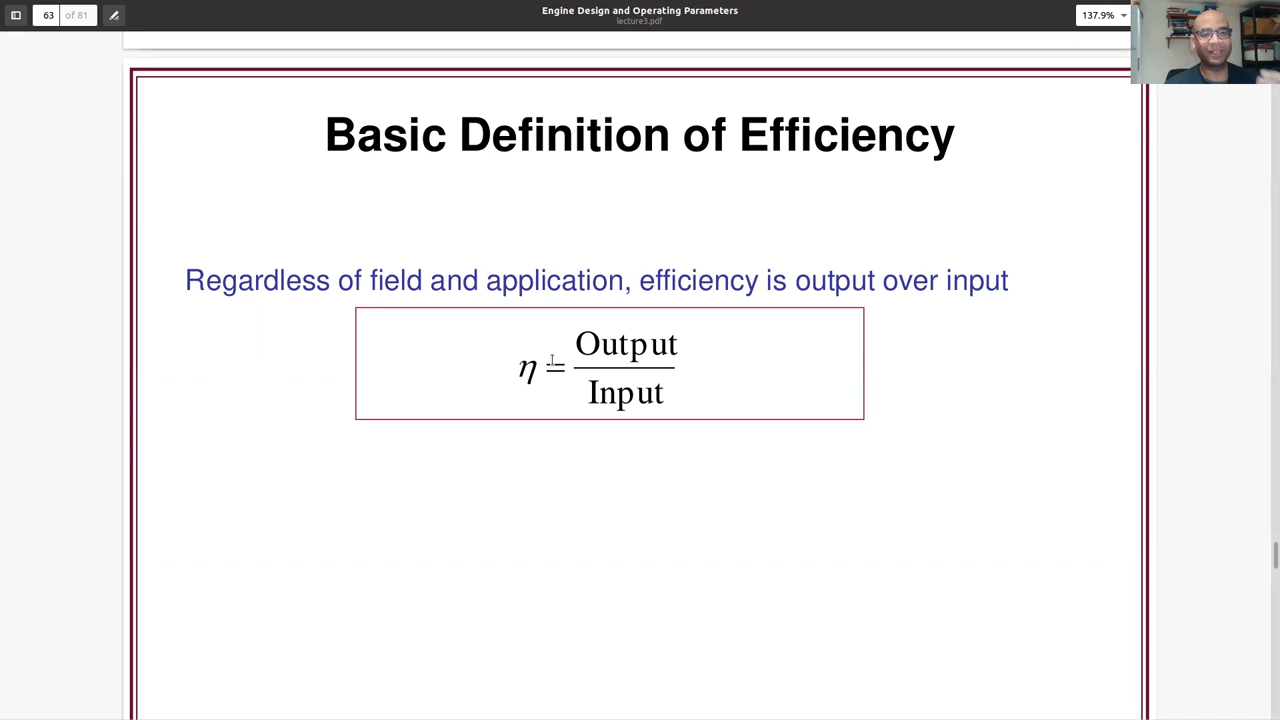 63 of 81
Engine Design and Operating Parameters
lecture3.pdf
137.9%
Basic Definition of Efficiency
Regardless of field and application, efficiency is output over input
η = Output
Input